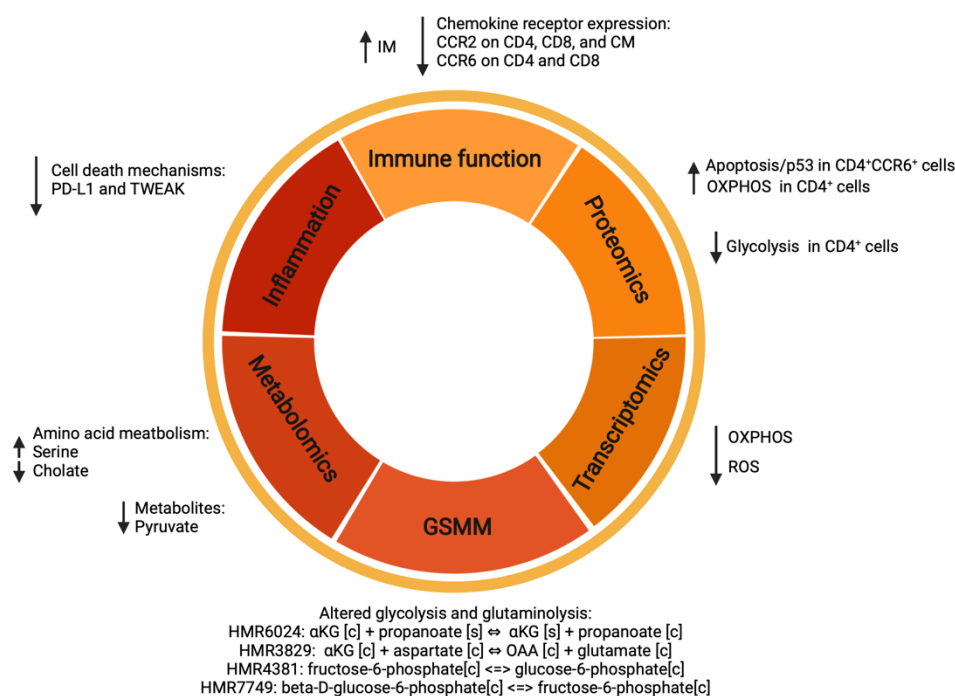 Chemokine receptor expression:
IM
CCR2 on CD4, CD8, and CM
CCR6 on CD4 and CD8
Immune function
Cell death mechanisms:
PD-L1 and TWEAK
Apoptosis/p53 in CD4⁺CCR6⁺ cells
OXPHOS in CD4⁺ cells
Glycolysis in CD4⁺ cells
Inflammation
Proteomics
Metabolomics
Transcriptomics
GSMM
Amino acid meatbolism:
Serine
Cholate
Metabolites:
Pyruvate
OXPHOS
ROS
Altered glycolysis and glutaminolysis:
HMR6024: αKG [c] + propanoate [s] ⇔ αKG [s] + propanoate [c]
HMR3829: αKG [c] + aspartate [c] ⇔ OAA [c] + glutamate [c]
HMR4381: fructose-6-phosphate[c] <=> glucose-6-phosphate[c]
HMR7749: beta-D-glucose-6-phosphate[c] <=> fructose-6-phosphate[c]